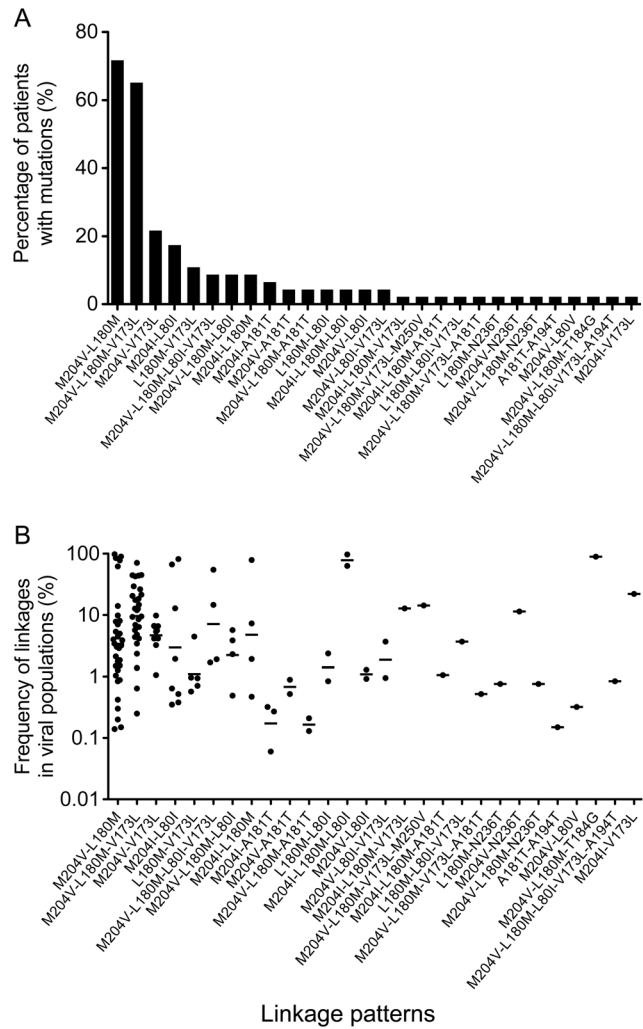 A
Percentage of patients
with mutations (%)
80
60
40
20
0
M204V-L180M
M204V-L180M-V173L
M204V-V173L
M204I-L80I
L180M-V173L
M204V-L180M-L80I-V173L
M204V-L180M-L80I
M204I-L180M
M204I-A181T
M204V-A181T
M204V-L180M-A181T
L180M-L80I
M204I-L180M-L80I
M204V-L80I
M204V-L80I-V173L
M204I-L180M-V173L
M204V-L180M-V173L-M250V
M204I-L180M-A181T
L180M-L80I-V173L
M204V-L180M-V173L-A181T
L180M-N236T
M204V-N236T
M204V-L180M-N236T
A181T-A194T
M204V-L80V
M204V-L180M-T184G
M204V-L180M-L80I-V173L-A194T
M204I-V173L
B
Frequency of linkages
in viral populations (%)
100
10
1
0.1
0.01
M204V-L180M
M204V-L180M-V173L
M204V-V173L
M204I-L80I
L180M-V173L
M204V-L180M-L80I-V173L
M204V-L180M-L80I
M204I-L180M
M204I-A181T
M204V-A181T
M204V-L180M-A181T
L180M-L80I
M204I-L180M-L80I
M204V-L80I
M204V-L80I-V173L
M204I-L180M-V173L
M204V-L180M-V173L-M250V
M204I-L180M-A181T
L180M-L80I-V173L
M204V-L180M-V173L-A181T
L180M-N236T
M204V-N236T
M204V-L180M-N236T
A181T-A194T
M204V-L80V
M204V-L180M-T184G
M204V-L180M-L80I-V173L-A194T
M204I-V173L
Linkage patterns